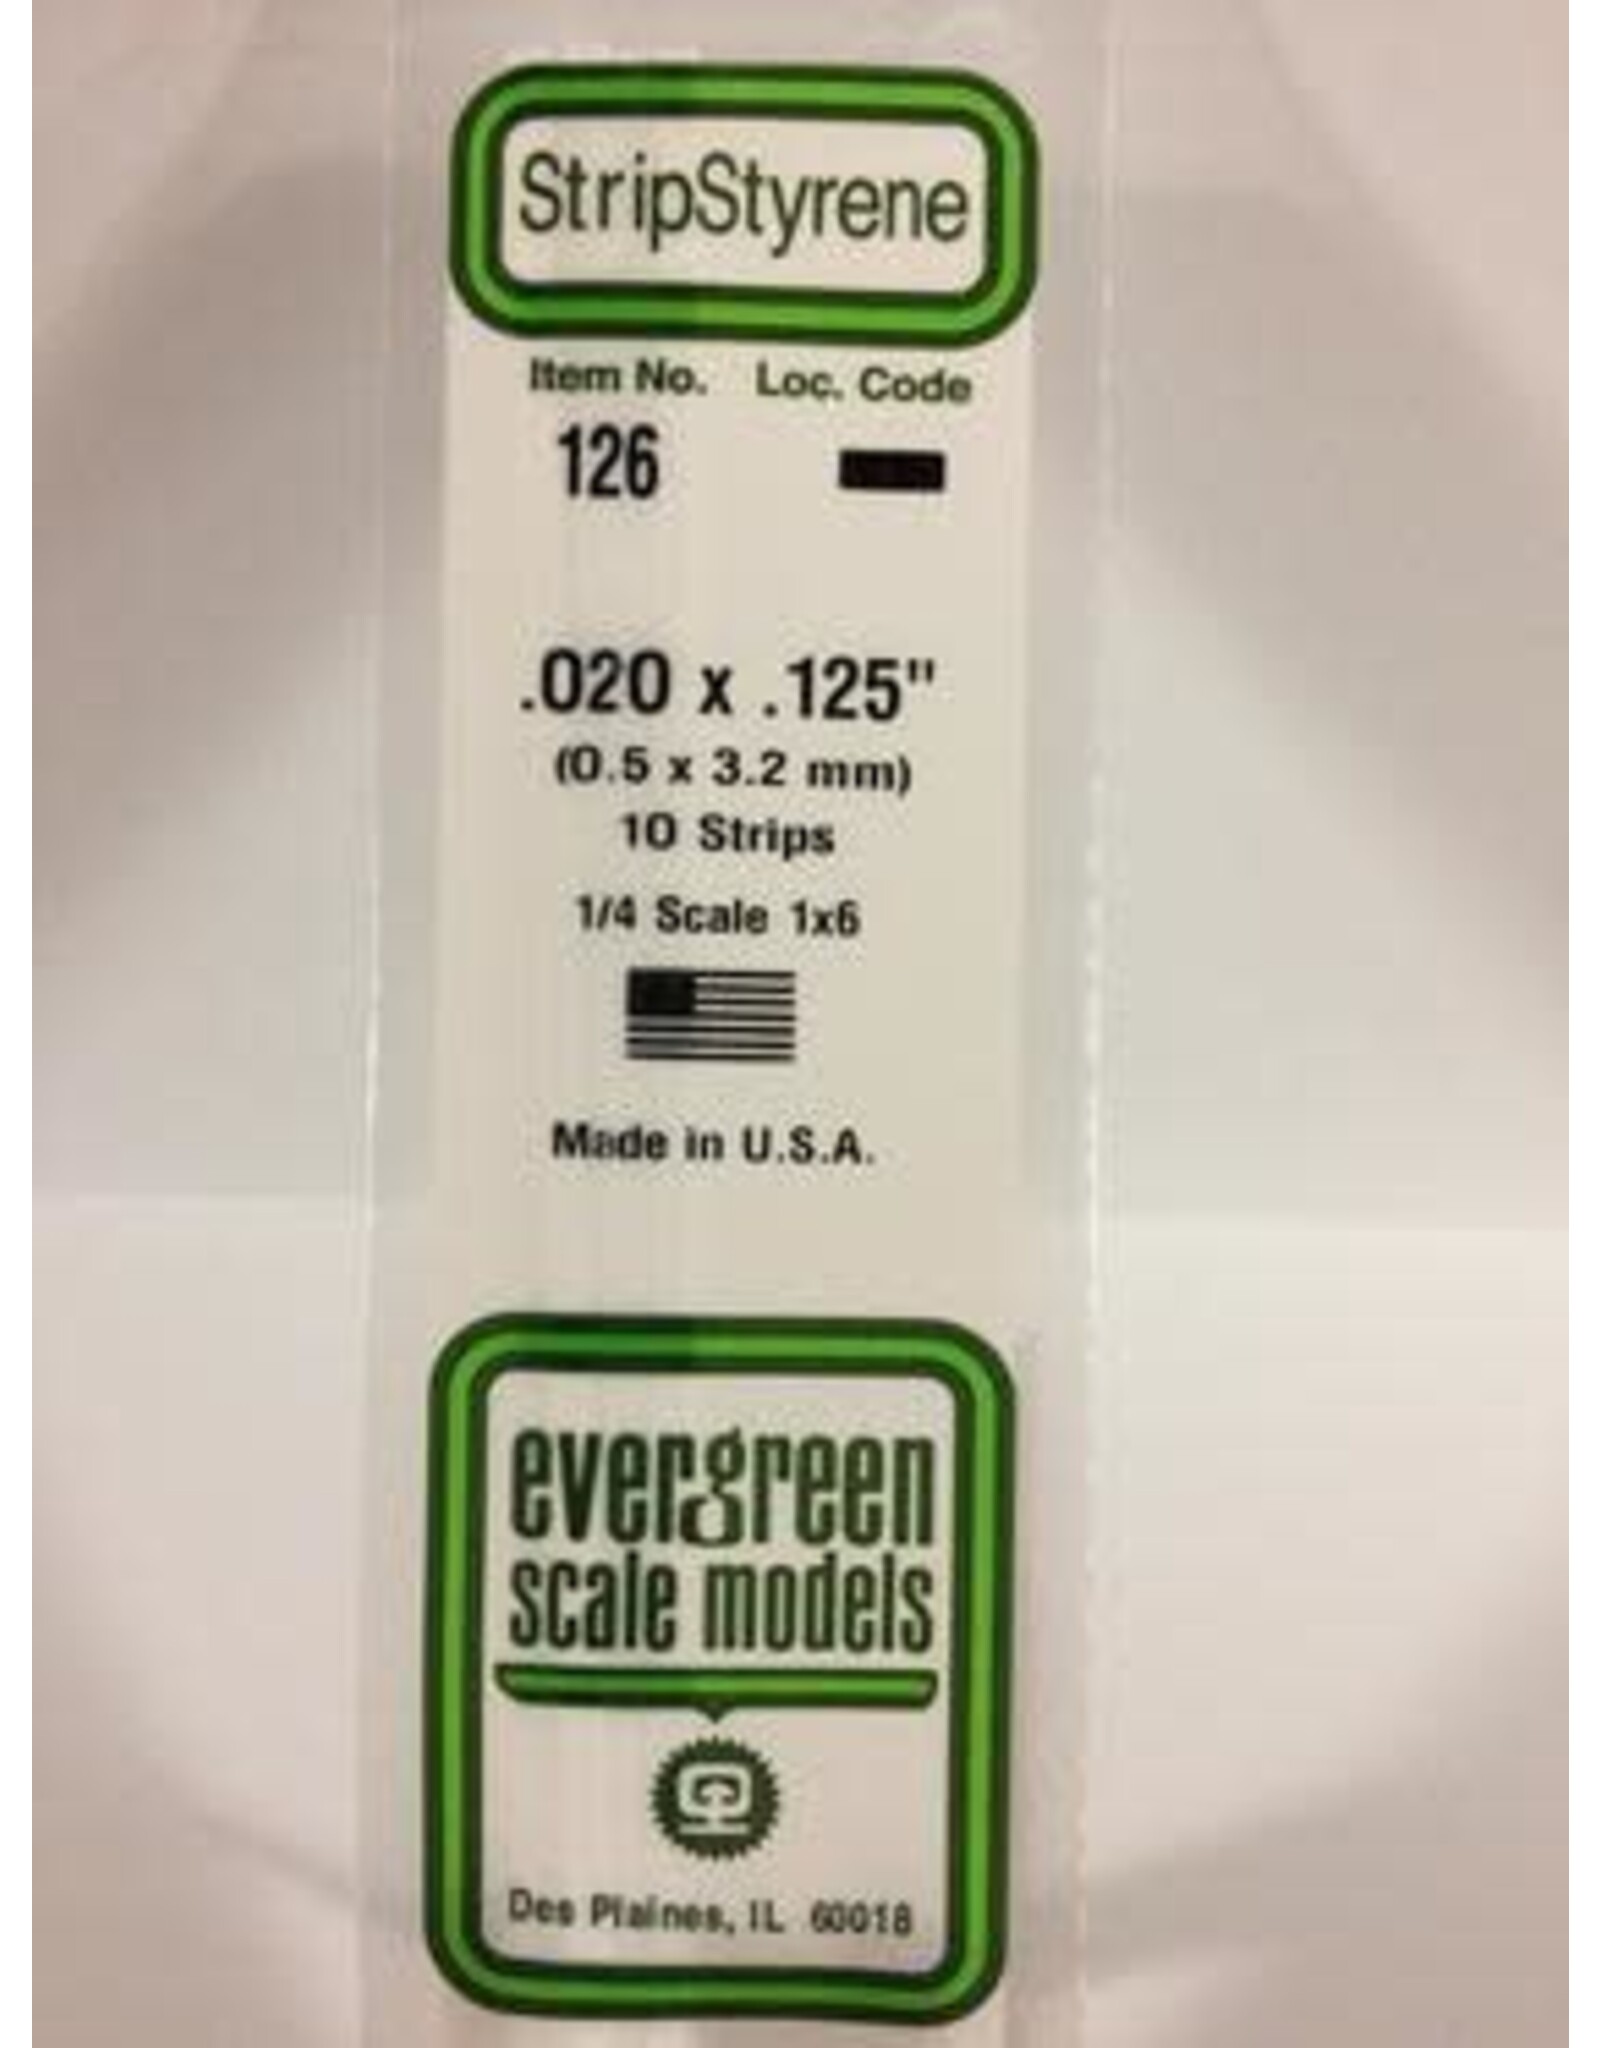 StripStyrene
Item No. Loc. Code
126
.020 x .125"
(0.5 x 3.2 mm)
10 Strips
1/4 Scale 1x6
Made in U.S.A.
evergreen
scale models
Des Plaines, IL 60018